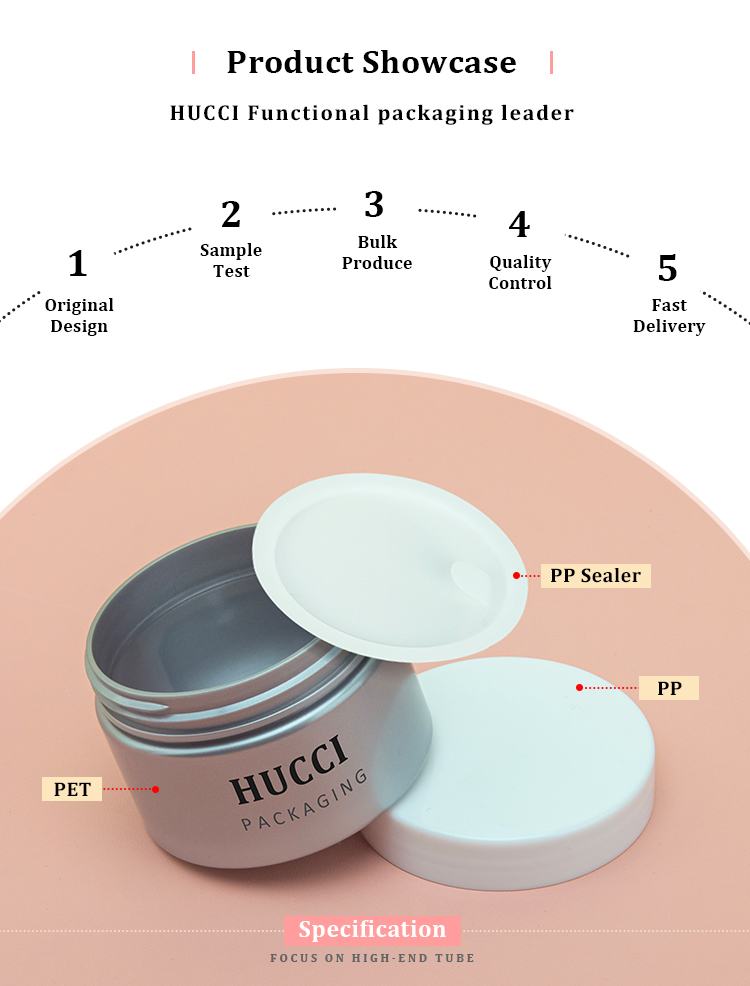 Product Showcase
HUCCI Functional packaging leader
1
Original
Design
2
Sample
Test
3
Bulk
Produce
4
Quality
Control
5
Fast
Delivery
PP Sealer
PP
PET
HUCCI
PACKAGING
Specification
FOCUS ON HIGH-END TUBE